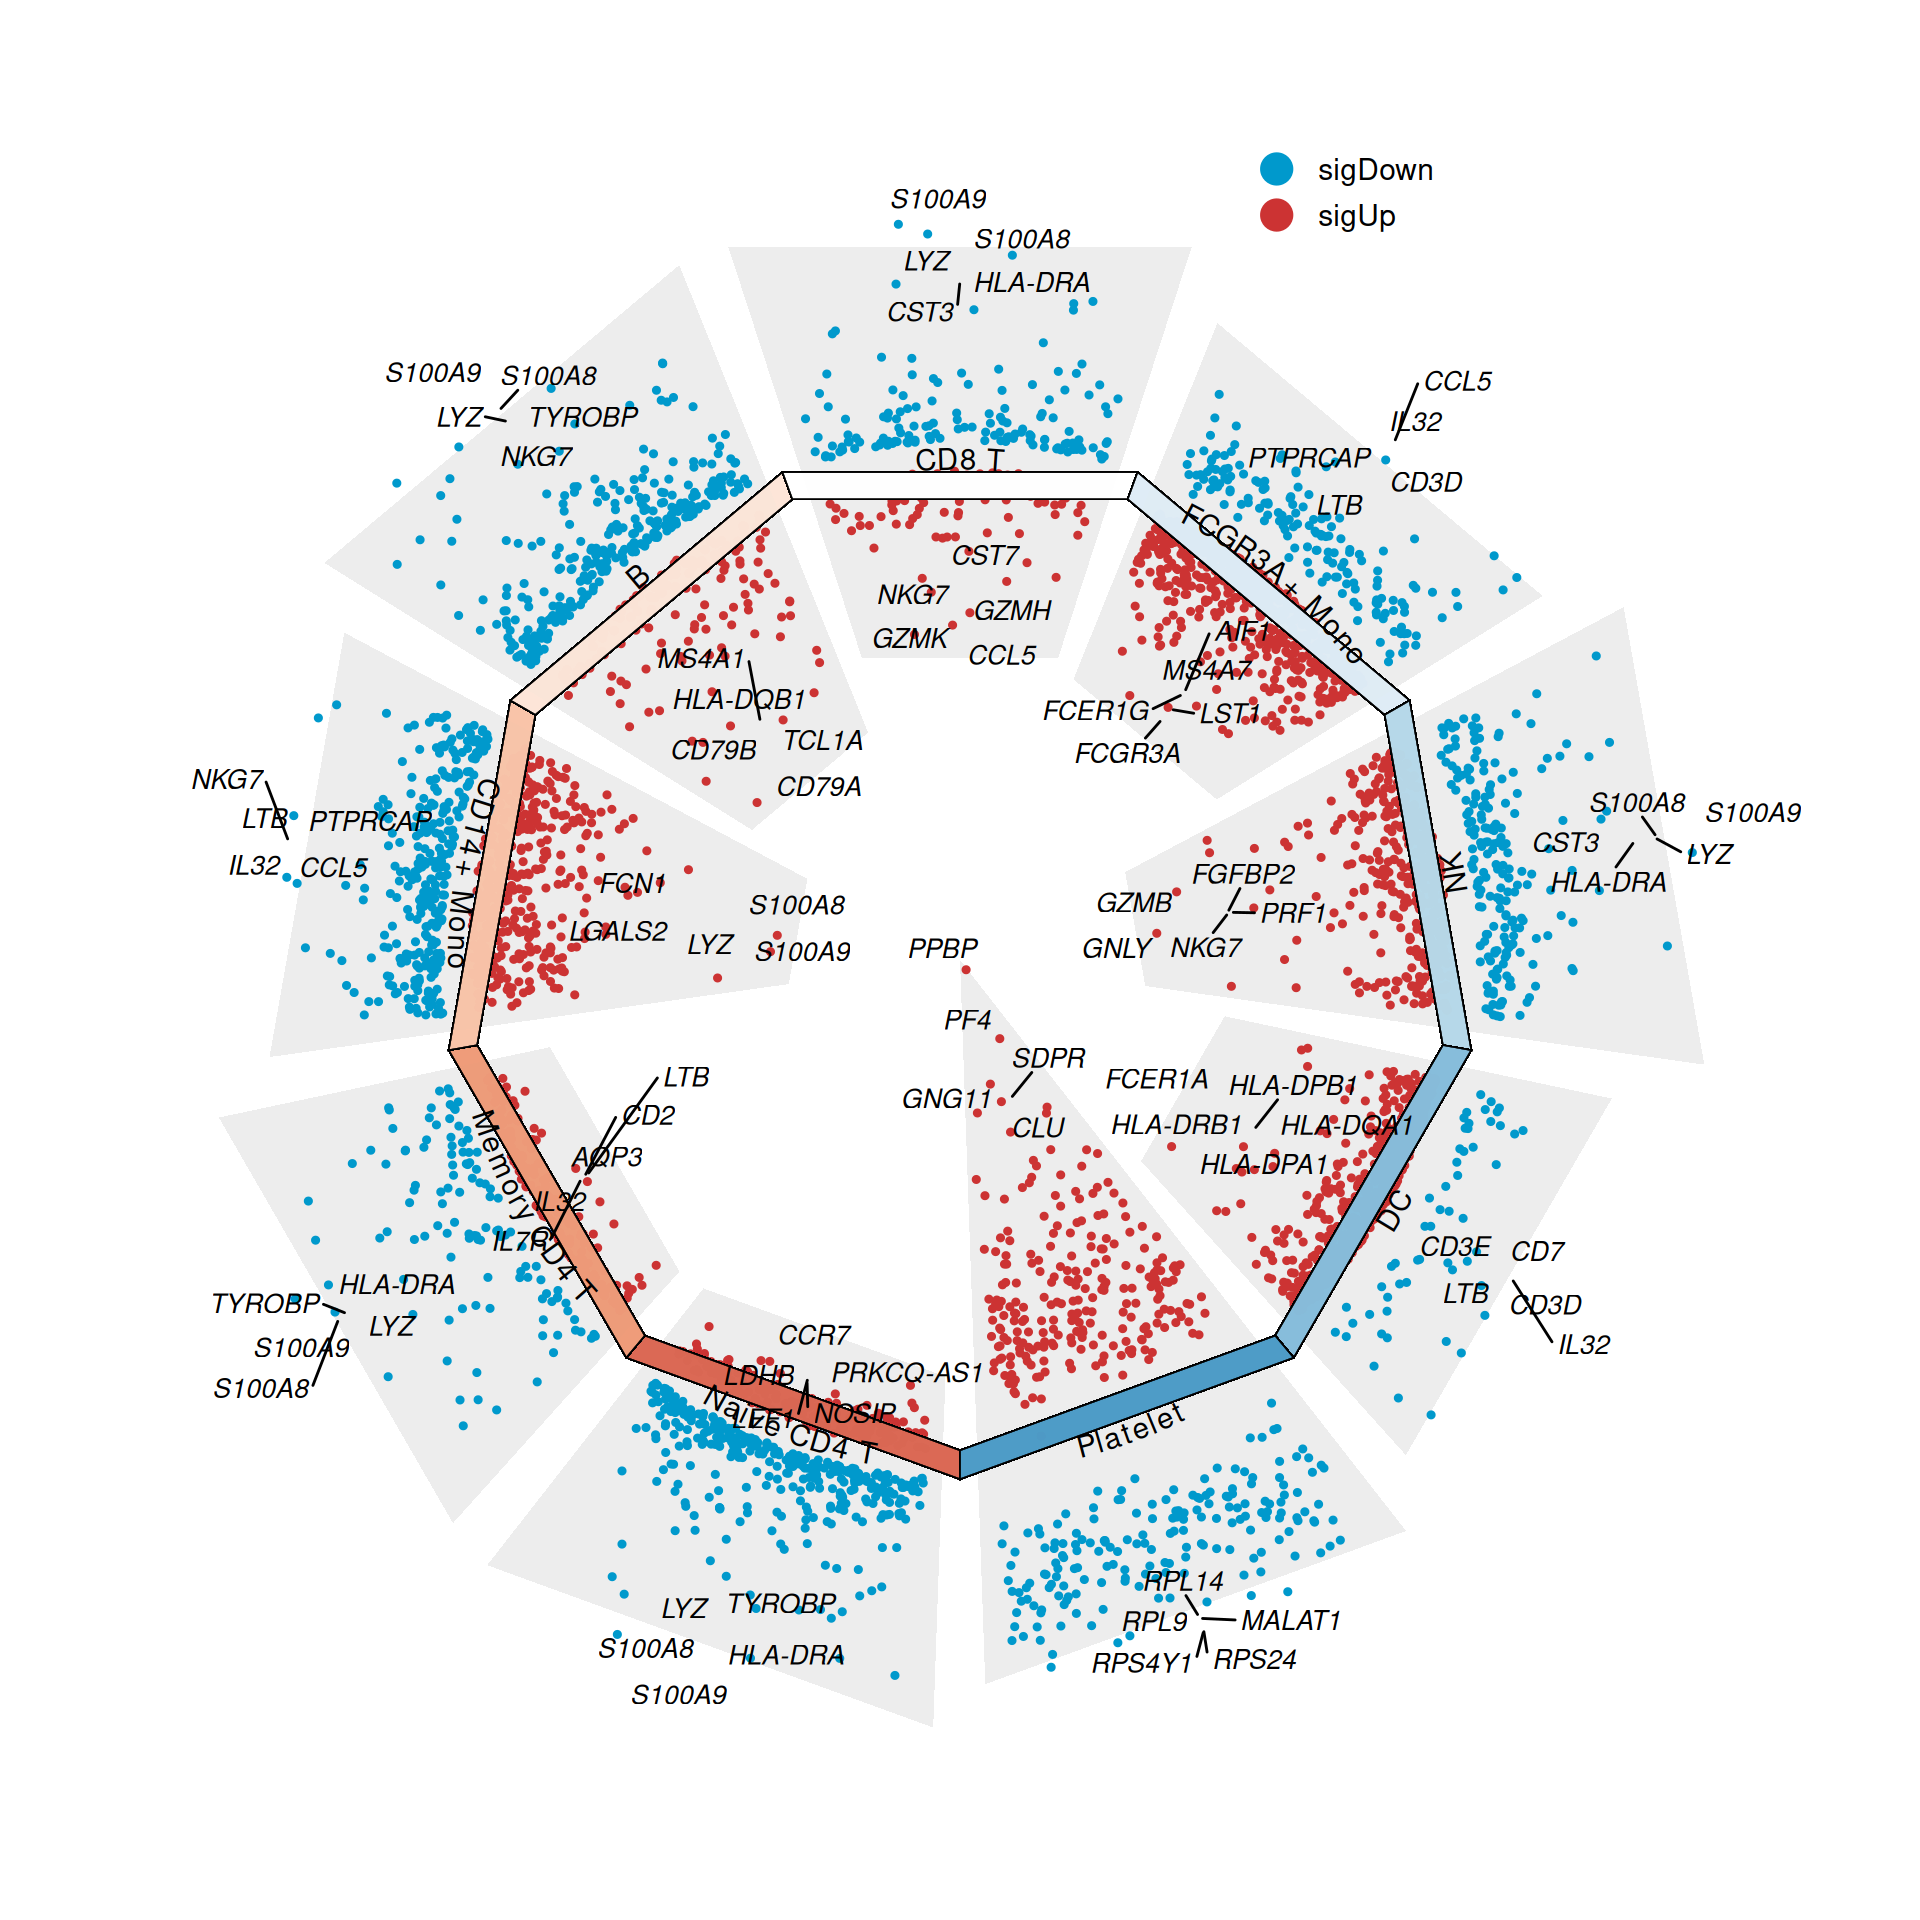 sigDown
sigUp
S100A9
S100A8
LYZ
HLA-DRA
CST3
CD8 T
CST7
NKG7
GZMH
GZMK
CCL5
CCL5
IL32
PTPRCAP
CD3D
LTB
FCGR3A+ Mono
AIF1
MS4A7
FCER1G
LST1
FCGR3A
S100A8
S100A9
CST3
LYZ
HLA-DRA
NK
FGFBP2
GZMB
PRF1
GNLY
NKG7
FCER1A
HLA-DPB1
HLA-DRB1
HLA-DQA1
HLA-DPA1
DC
CD3E
CD7
LTB
CD3D
IL32
PPBP
PF4
SDPR
GNG11
CLU
Platelet
RPL14
RPL9
MALAT1
RPS4Y1
RPS24
CCR7
LDHB
PRKCQ-AS1
LEF1
NOSIP
Naive CD4 T
LYZ
TYROBP
S100A8
HLA-DRA
S100A9
LTB
CD2
AQP3
IL32
IL7R
Memory CD4 T
HLA-DRA
TYROBP
LYZ
S100A9
S100A8
NKG7
LTB
PTPRCAP
IL32
CCL5
CD14+ Mono
FCN1
S100A8
LGALS2
LYZ
S100A9
S100A9
S100A8
LYZ
TYROBP
NKG7
B
MS4A1
HLA-DQB1
CD79B
TCL1A
CD79A